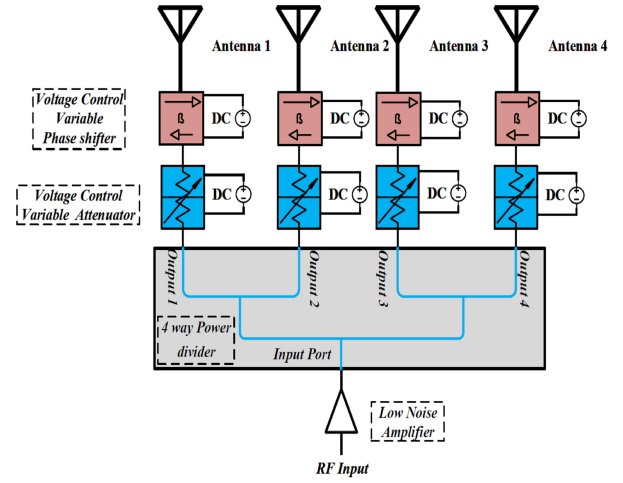 Antenna 1
Antenna 2
Antenna 3
Antenna 4
Voltage Control
Variable
Phase shifter
ß
DC
ß
DC
ß
DC
ß
DC
Voltage Control
Variable Attenuator
DC
DC
DC
DC
Output 1
Output 2
Output 3
Output 4
4 way Power
divider
Input Port
Low Noise
Amplifier
RF Input